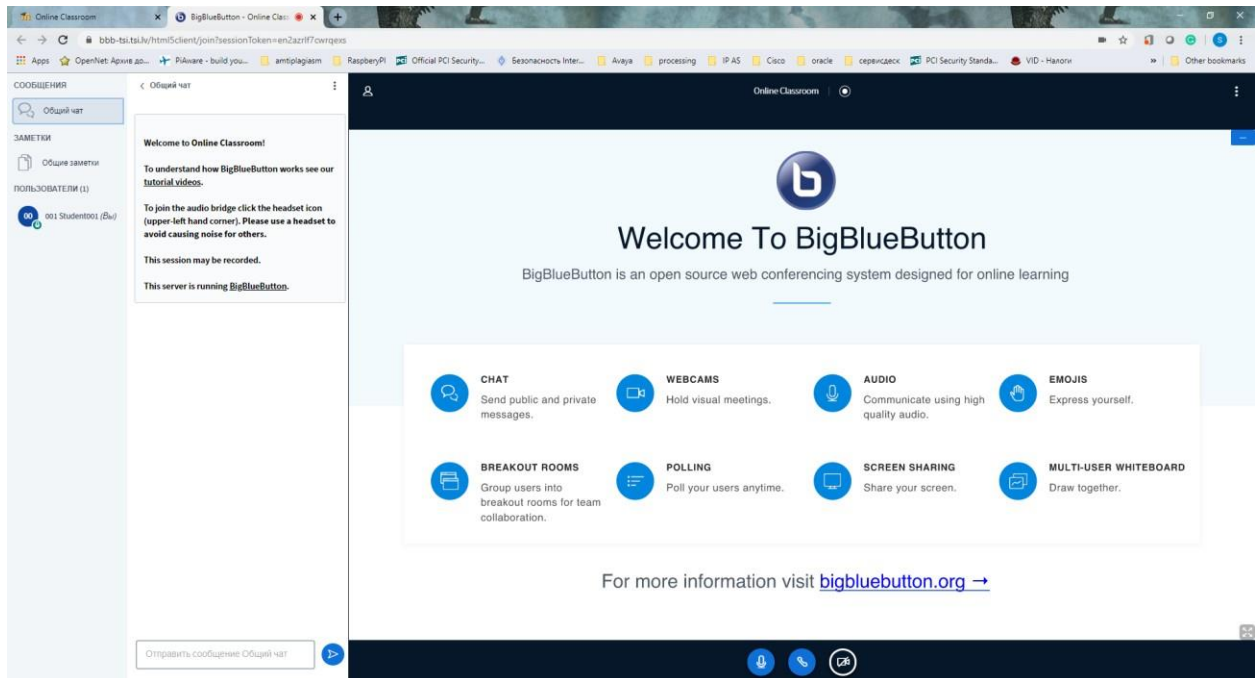 Online Classroom
BigBlueButton - Online Clas
bbb-tsi.tsi.lv/html5client/join?sessionToken=en2azrlf7cwrqexs
Apps
OpenNet: Архив до...
PiAware - build you...
amtiplagiasm
RaspberyPI
Official PCI Security...
Безопасность Inter...
Avaya
processing
IP AS
Cisco
oracle
сервисдеск
PCI Security Standa...
VID - Налоги
Other bookmarks
СООБЩЕНИЯ
Общий чат
ЗАМЕТКИ
Общие заметки
ПОЛЬЗОВАТЕЛИ (1)
00
001 Student001 (Вы)
Общий чат
Welcome to Online Classroom!
To understand how BigBlueButton works see our
tutorial videos.
To join the audio bridge click the headset icon
(upper-left hand corner). Please use a headset to
avoid causing noise for others.
This session may be recorded.
This server is running BigBlueButton.
Отправить сообщение Общий чат
Online Classroom
Welcome To BigBlueButton
BigBlueButton is an open source web conferencing system designed for online learning
CHAT
Send public and private
messages.
WEBCAMS
Hold visual meetings.
AUDIO
Communicate using high
quality audio.
EMOJIS
Express yourself.
BREAKOUT ROOMS
Group users into
breakout rooms for team
collaboration.
POLLING
Poll your users anytime.
SCREEN SHARING
Share your screen.
MULTI-USER WHITEBOARD
Draw together.
For more information visit bigbluebutton.org →